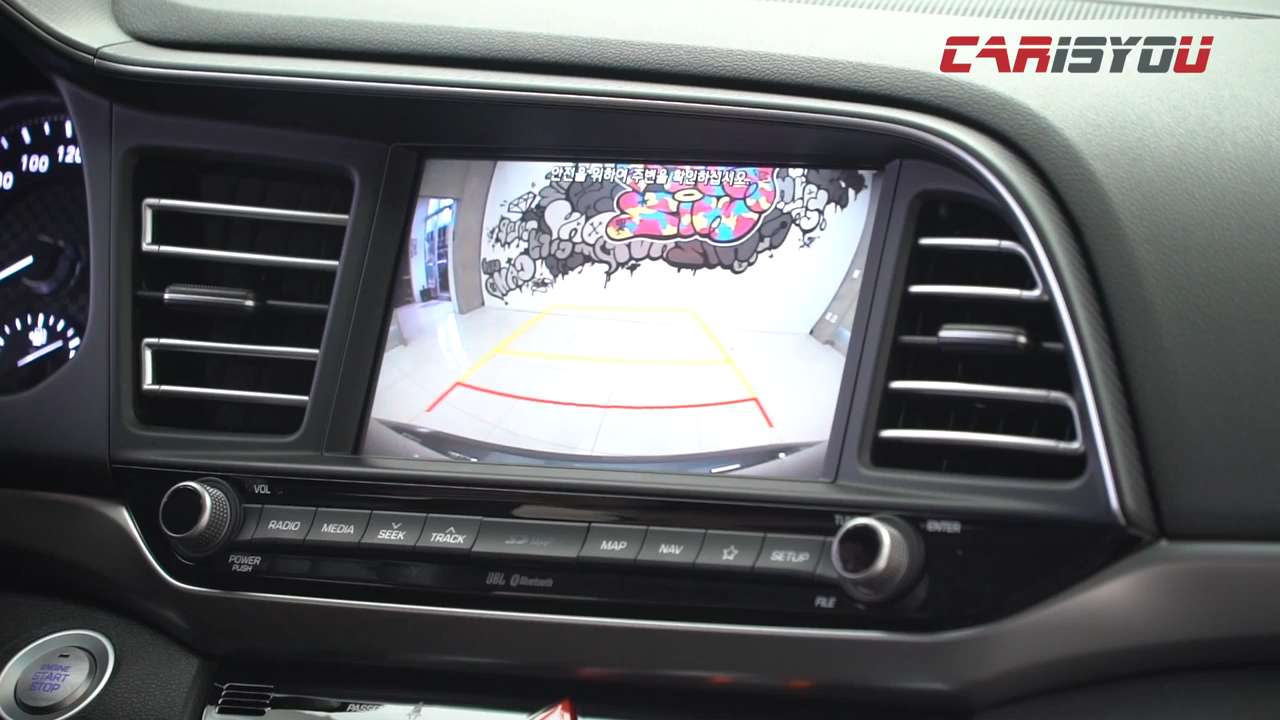 CARISYOU
100
120
안전을 위하여 주변을 확인하십시오.
VOL
RADIO
MEDIA
SEEK
TRACK
MAP
NAV
SETUP
ENTER
POWER
PUSH
JBL Bluetooth
FILE
ENGINE
START
STOP